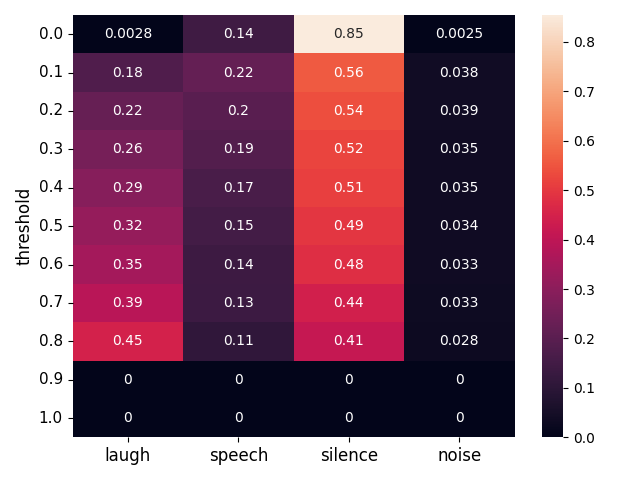 0.0 0.0028 0.14 0.85 0.0025
0.1 0.18 0.22 0.56 0.038
0.2 0.22 0.2 0.54 0.039
0.3 0.26 0.19 0.52 0.035
0.4 0.29 0.17 0.51 0.035
0.5 0.32 0.15 0.49 0.034
0.6 0.35 0.14 0.48 0.033
0.7 0.39 0.13 0.44 0.033
0.8 0.45 0.11 0.41 0.028
0.9 0 0 0 0
1.0 0 0 0 0
threshold
laugh speech silence noise
0.8
0.7
0.6
0.5
0.4
0.3
0.2
0.1
0.0